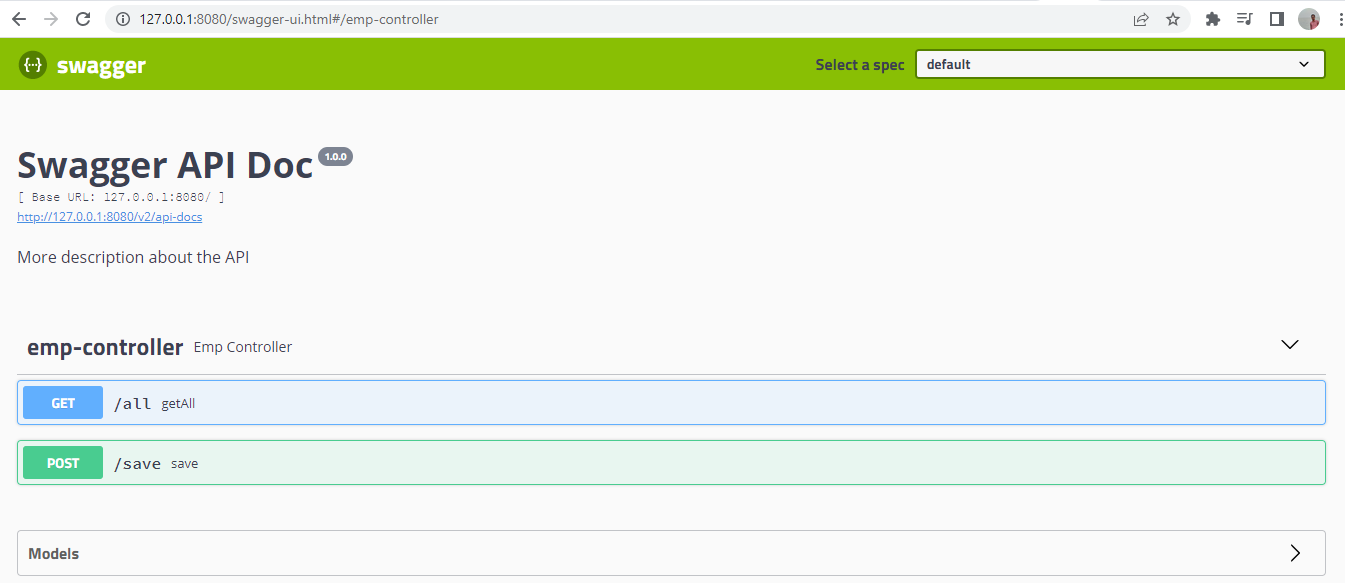 127.0.0.1:8080/swagger-ui.html#/emp-controller
{··} swagger Select a spec default
Swagger API Doc 1.0.0
[ Base URL: 127.0.0.1:8080/ ]
http://127.0.0.1:8080/v2/api-docs
More description about the API
emp-controller Emp Controller
GET /all getAll
POST /save save
Models